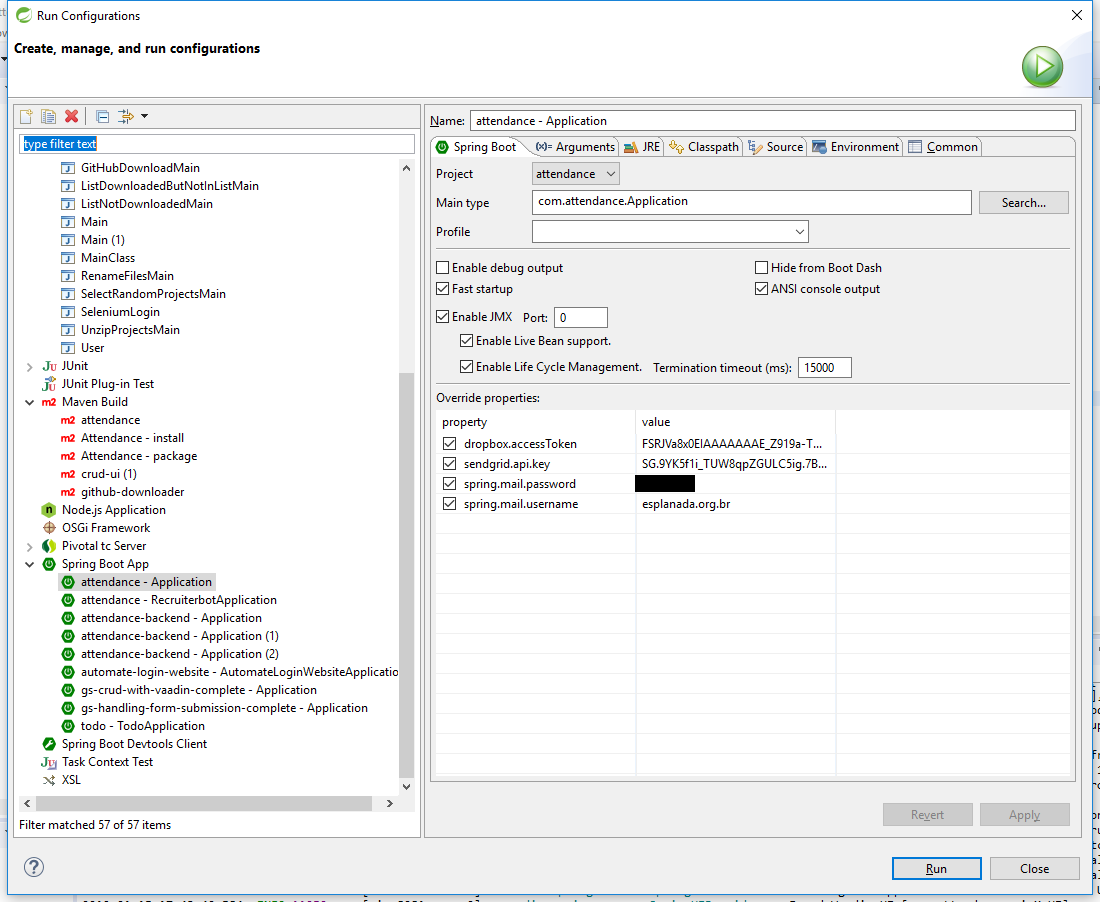 Run Configurations
Create, manage, and run configurations
type filter text
GitHubDownloadMain
ListDownloadedButNotInListMain
ListNotDownloadedMain
Main
Main (1)
MainClass
RenameFilesMain
SelectRandomProjectsMain
SeleniumLogin
UnzipProjectsMain
User
JUnit
JUnit Plug-in Test
Maven Build
attendance
Attendance - install
Attendance - package
crud-ui (1)
github-downloader
Node.js Application
OSGi Framework
Pivotal tc Server
Spring Boot App
attendance - Application
attendance - RecruiterbotApplication
attendance-backend - Application
attendance-backend - Application (1)
attendance-backend - Application (2)
automate-login-website - AutomateLoginWebsiteApplicatio
gs-crud-with-vaadin-complete - Application
gs-handling-form-submission-complete - Application
todo - TodoApplication
Spring Boot Devtools Client
Task Context Test
XSL
Filter matched 57 of 57 items
Name: attendance - Application
Spring Boot (x)= Arguments JRE Classpath Source Environment Common
Project attendance
Main type com.attendance.Application Search...
Profile
Enable debug output Hide from Boot Dash
Fast startup ANSI console output
Enable JMX Port: 0
Enable Live Bean support.
Enable Life Cycle Management. Termination timeout (ms): 15000
Override properties:
property value
dropbox.accessToken FSRJVa8x0EIAAAAAAAE_Z919a-T...
sendgrid.api.key SG.9YK5f1i_TUW8qpZGULC5ig.7B...
spring.mail.password
spring.mail.username esplanada.org.br
Revert Apply
Run Close